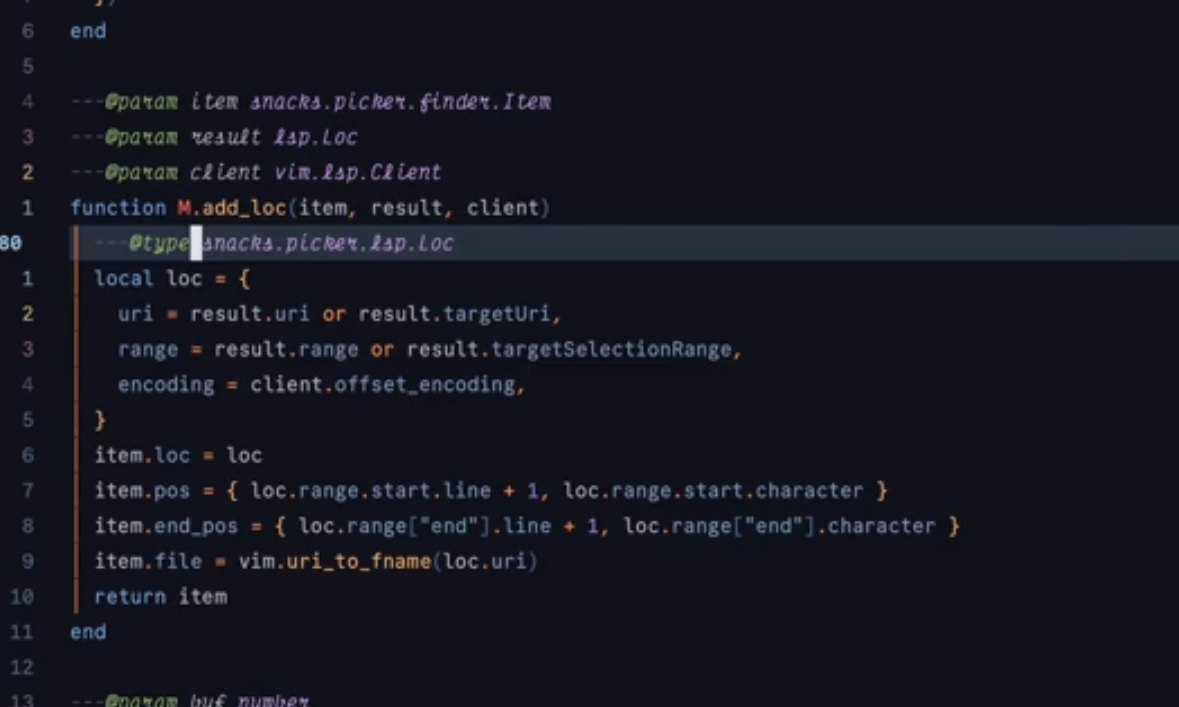 })
6 end
5
4 ---@param item snacks.picker.finder.Item
3 ---@param result lsp.Loc
2 ---@param client vim.lsp.Client
1 function M.add_loc(item, result, client)
80 ---@type snacks.picker.lsp.Loc
1 local loc = {
2 uri = result.uri or result.targetUri,
3 range = result.range or result.targetSelectionRange,
4 encoding = client.offset_encoding,
5 }
6 item.loc = loc
7 item.pos = { loc.range.start.line + 1, loc.range.start.character }
8 item.end_pos = { loc.range["end"].line + 1, loc.range["end"].character }
9 item.file = vim.uri_to_fname(loc.uri)
10 return item
11 end
12
13 ---@param buf number